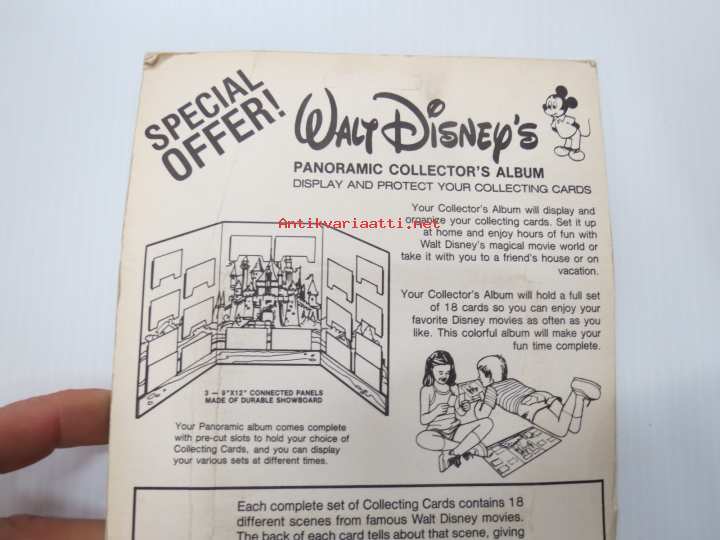 SPECIAL
OFFER!
WALT DISNEY'S
PANORAMIC COLLECTOR'S ALBUM
DISPLAY AND PROTECT YOUR COLLECTING CARDS
Your Collector's Album will display and
organize your collecting cards. Set it up
at home and enjoy hours of fun with
Walt Disney's magical movie world or
take it with you to a friend's house or on
vacation.
Your Collector's Album will hold a full set
of 18 cards so you can enjoy your
favorite Disney movies as often as you
like. This colorful album will make your
fun time complete.
Antikvariaatti.net
3 — 9"X12" CONNECTED PANELS
MADE OF DURABLE SHOWBOARD
Your Panoramic album comes complete
with pre-cut slots to hold your choice of
Collecting Cards, and you can display
your various sets at different times.
Each complete set of Collecting Cards contains 18
different scenes from famous Walt Disney movies.
The back of each card tells about that scene, giving